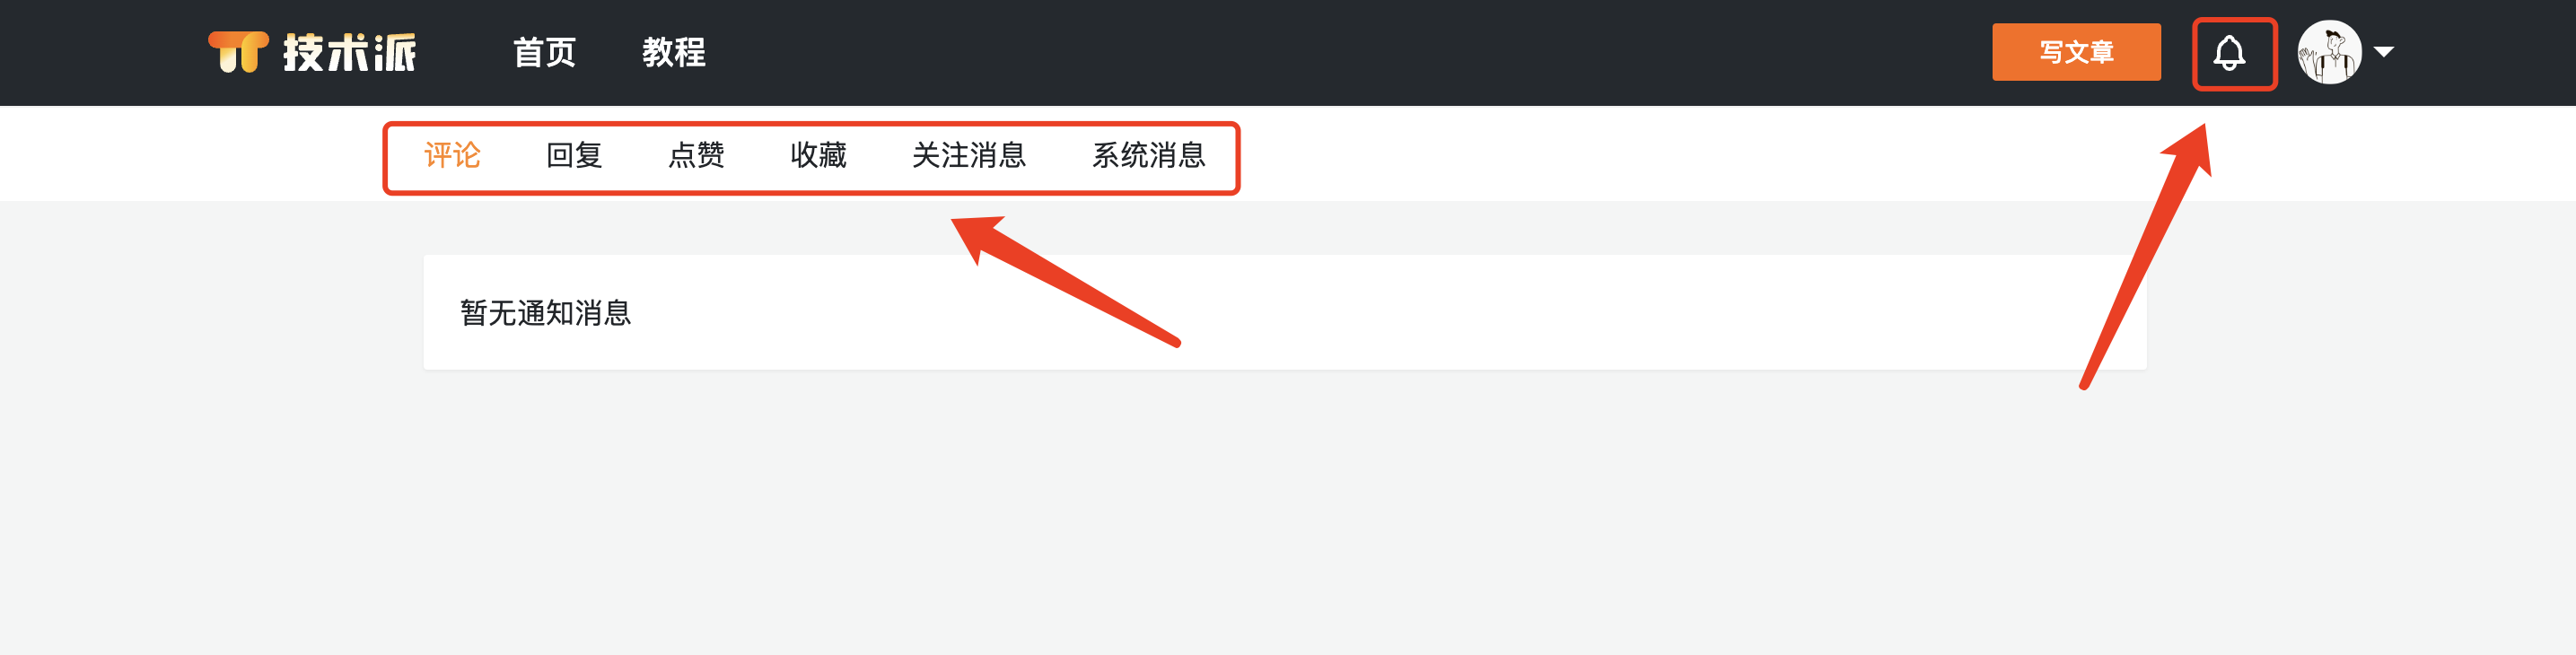 技术派 首页 教程 写文章
评论 回复 点赞 收藏 关注消息 系统消息
暂无通知消息